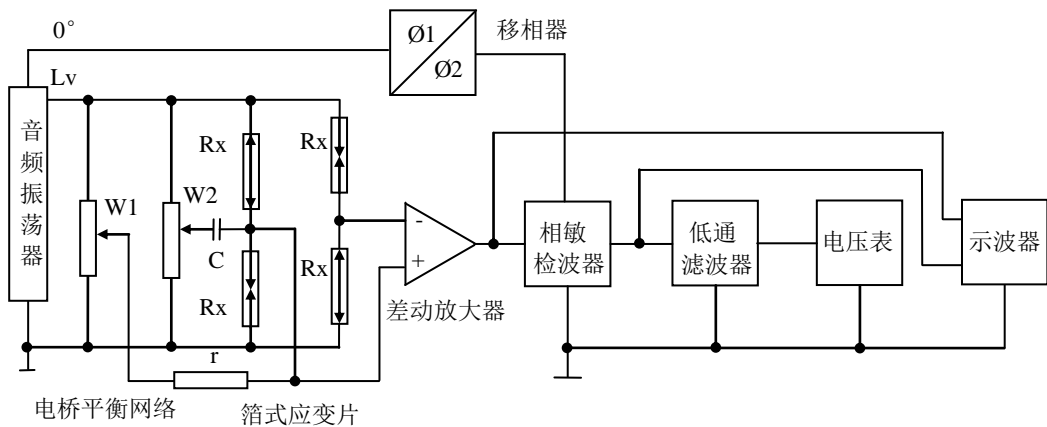 0°
Ø1
Ø2
移相器
Lv
音频振荡器
Rx
Rx
W1
W2
C
Rx
Rx
-
+
差动放大器
相敏
检波器
低通
滤波器
电压表
示波器
r
电桥平衡网络
箔式应变片